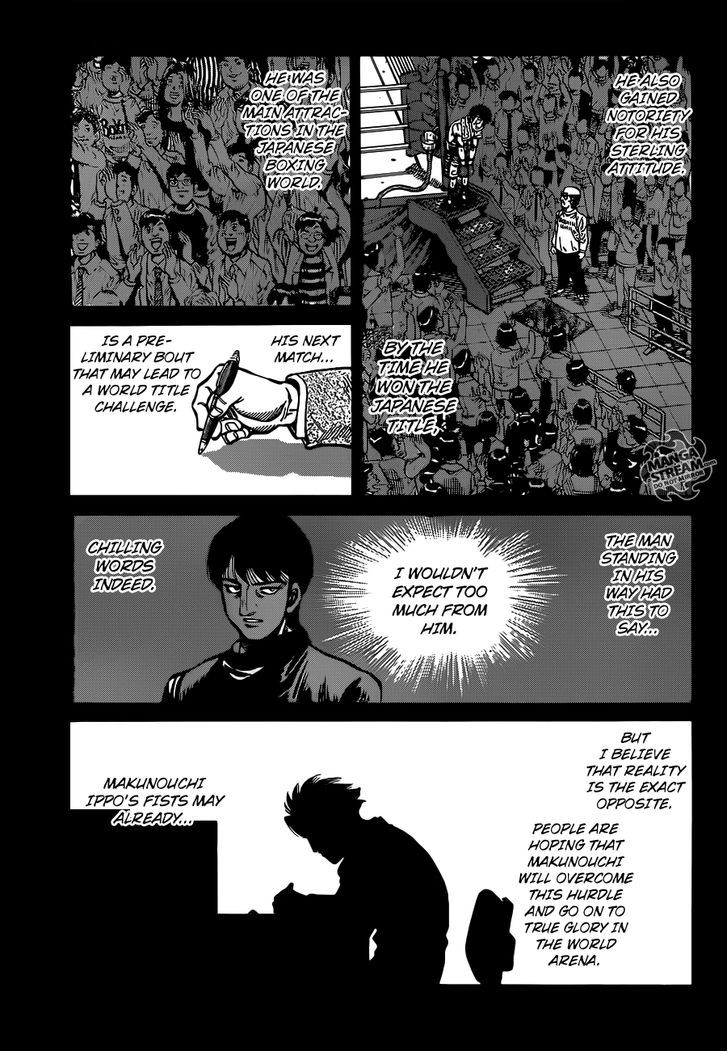 HE ALSO
GAINED
NOTORIETY
FOR HIS
STERLING
ATTITUDE.
BY THE
TIME HE
WON THE
JAPANESE
TITLE,
HE WAS
ONE OF THE
MAIN ATTRAC-
TIONS IN THE
JAPANESE
BOXING
WORLD.
HIS NEXT
MATCH...
IS A PRE-
LIMINARY BOUT
THAT MAY LEAD TO
A WORLD TITLE
CHALLENGE.
MANGA
STREAM.com
DO NOT MIRROR
THE MAN
STANDING
IN HIS
WAY HAD
THIS TO
SAY...
I WOULDN'T
EXPECT TOO
MUCH FROM
HIM.
CHILLING
WORDS
INDEED.
BUT
I BELIEVE
THAT REALITY
IS THE EXACT
OPPOSITE.
PEOPLE ARE
HOPING THAT
MAKUNOUCHI
WILL OVERCOME
THIS HURDLE
AND GO ON TO
TRUE GLORY IN
THE WORLD
ARENA.
MAKUNOUCHI
IPPO'S FISTS MAY
ALREADY...